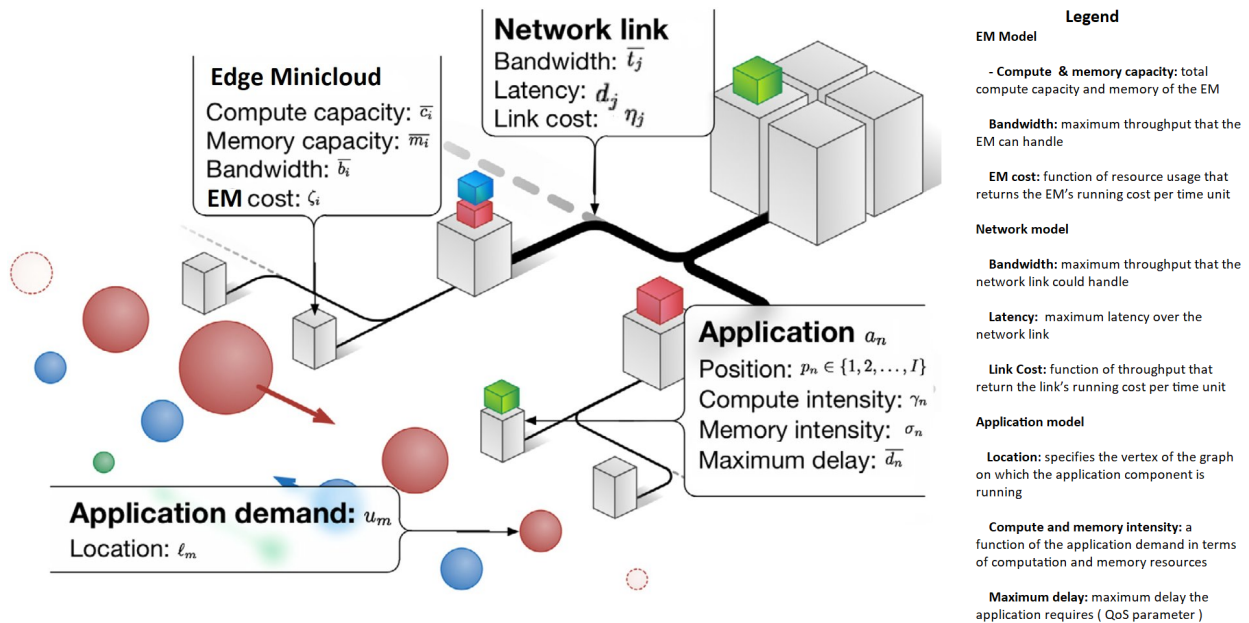 Network link
Bandwidth: t̅ⱼ
Latency: dⱼ
Link cost: ηⱼ
Edge Minicloud
Compute capacity: c̅ᵢ
Memory capacity: m̅ᵢ
Bandwidth: b̅ᵢ
EM cost: ςᵢ
Application aₙ
Position: pₙ ∈ {1, 2, . . . , I}
Compute intensity: γₙ
Memory intensity: σₙ
Maximum delay: d̅ₙ
Application demand: uₘ
Location: ℓₘ
Legend
EM Model
- Compute & memory capacity: total
compute capacity and memory of the EM
Bandwidth: maximum throughput that the
EM can handle
EM cost: function of resource usage that
returns the EM's running cost per time unit
Network model
Bandwidth: maximum throughput that the
network link could handle
Latency: maximum latency over the
network link
Link Cost: function of throughput that
return the link's running cost per time unit
Application model
Location: specifies the vertex of the graph
on which the application component is
running
Compute and memory intensity: a
function of the application demand in terms
of computation and memory resources
Maximum delay: maximum delay the
application requires ( QoS parameter )